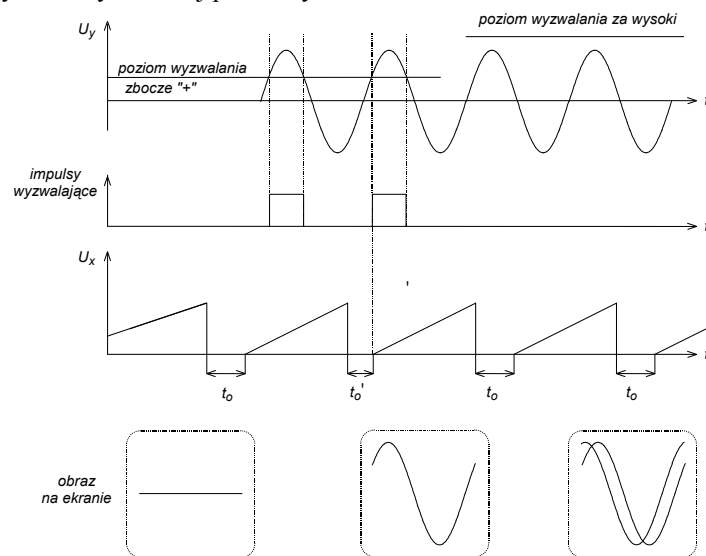 U_y
poziom wyzwalania za wysoki
poziom wyzwalania
zbocze "+"
t
impulsy
wyzwalające
t
U_x
'
t
t_o
t_o'
t_o
t_o
obraz
na ekranie